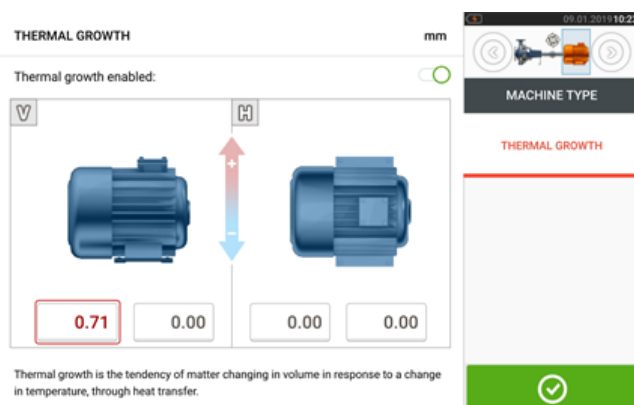 THERMAL GROWTH
mm
Thermal growth enabled:
V
H
+
-
0.71
0.00
0.00
0.00
Thermal growth is the tendency of matter changing in volume in response to a change
in temperature, through heat transfer.
09.01.2019
MACHINE TYPE
THERMAL GROWTH